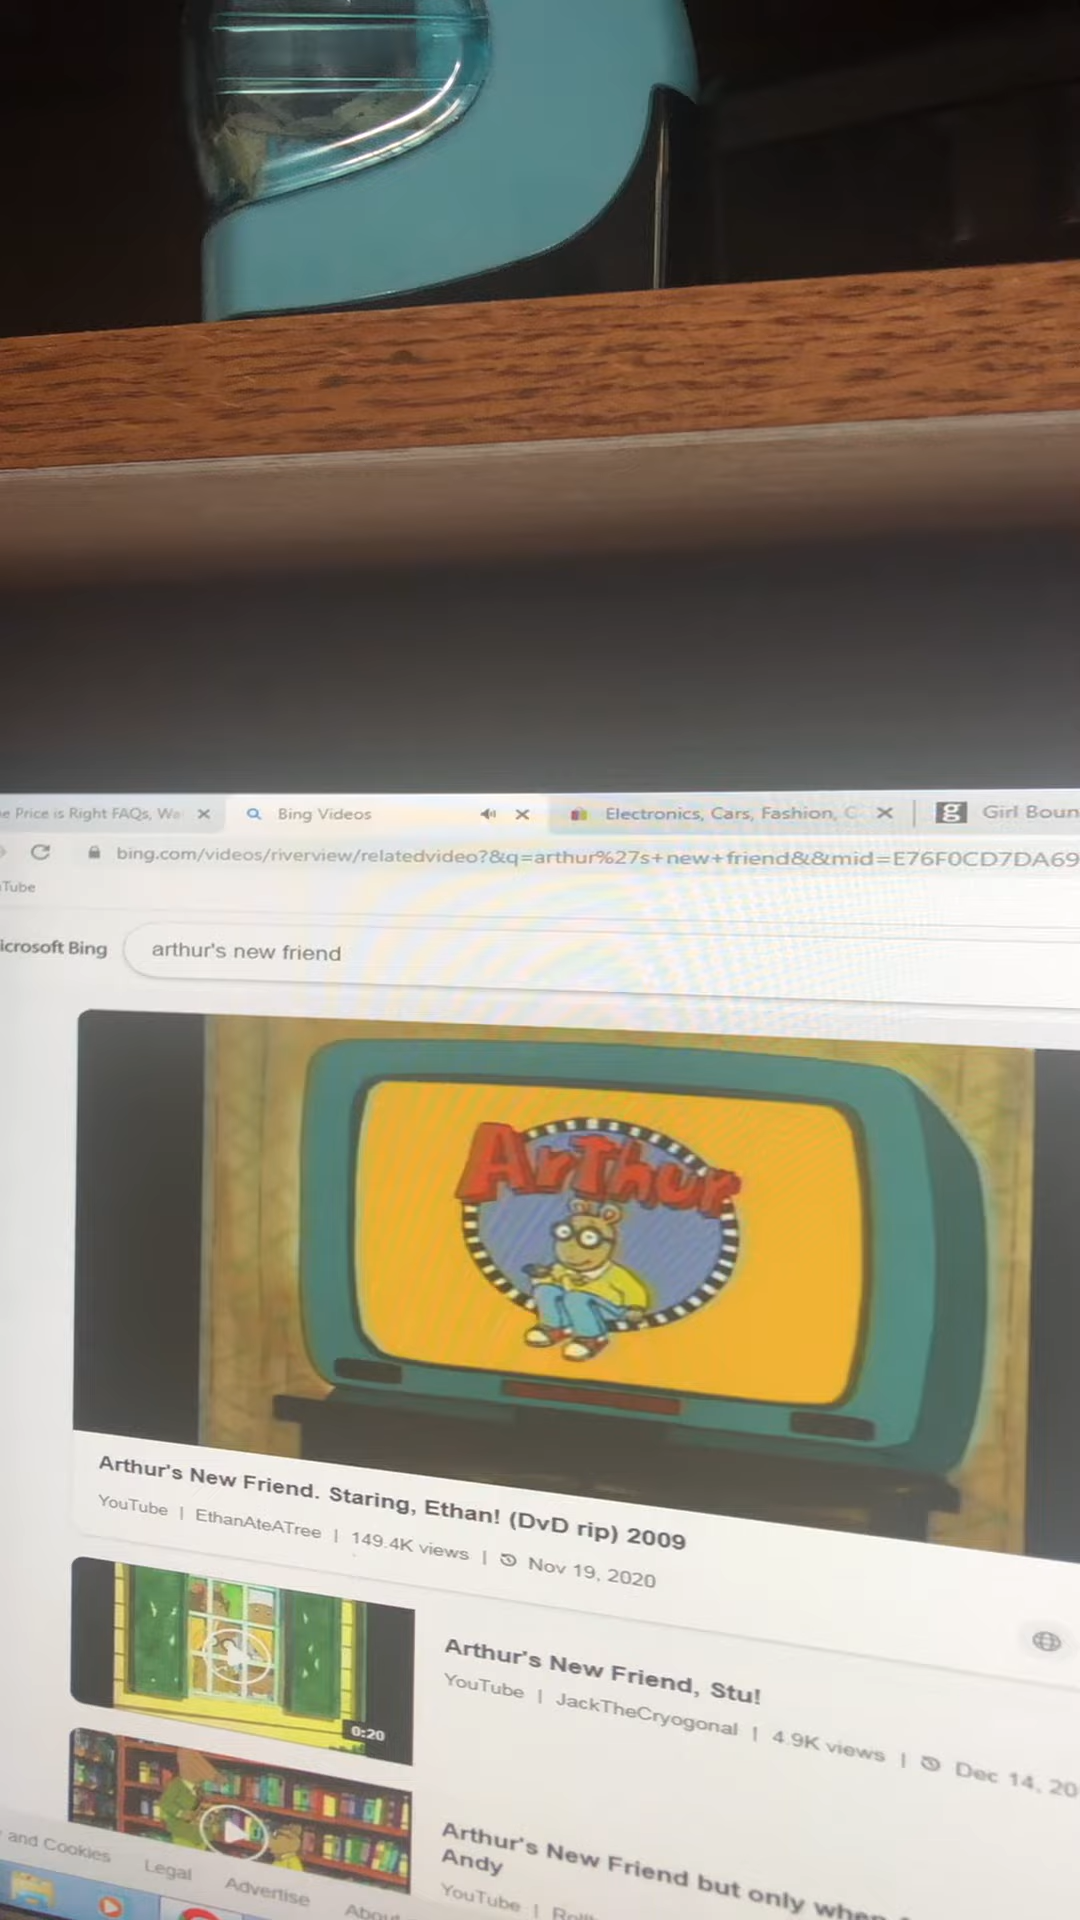 e Price is Right FAQs, We
Bing Videos
Electronics, Cars, Fashion, C
g
Girl Boun
bing.com/videos/riverview/relatedvideo?&q=arthur%27s+new+friend&&mid=E76F0CD7DA69
Tube
icrosoft Bing
arthur's new friend
ArThur
Arthur's New Friend. Staring, Ethan! (DvD rip) 2009
YouTube | EthanAteATree | 149.4K views | Nov 19, 2020
0:20
Arthur's New Friend, Stu!
YouTube | JackTheCryogonal | 4.9K views | Dec 14, 20
Arthur's New Friend but only when
Andy
YouTube |
and Cookies
Legal
Advertise
About